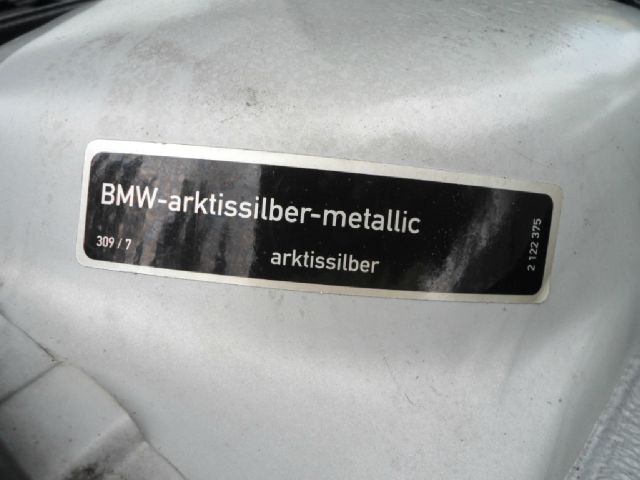 BMW-arktissilber-metallic
309 / 7
arktissilber
2 122 375